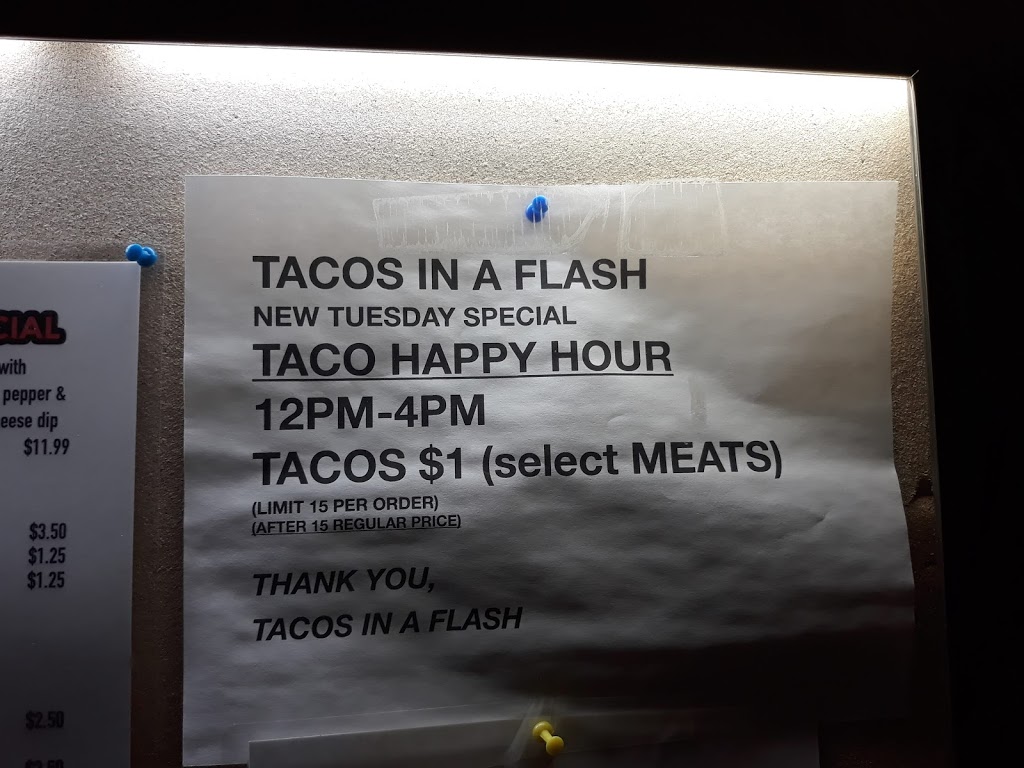 CIAL
with
pepper &
eese dip
$11.99
$3.50
$1.25
$1.25
$2.50
TACOS IN A FLASH
NEW TUESDAY SPECIAL
TACO HAPPY HOUR
12PM-4PM
TACOS $1 (select MEATS)
(LIMIT 15 PER ORDER)
(AFTER 15 REGULAR PRICE)
THANK YOU,
TACOS IN A FLASH